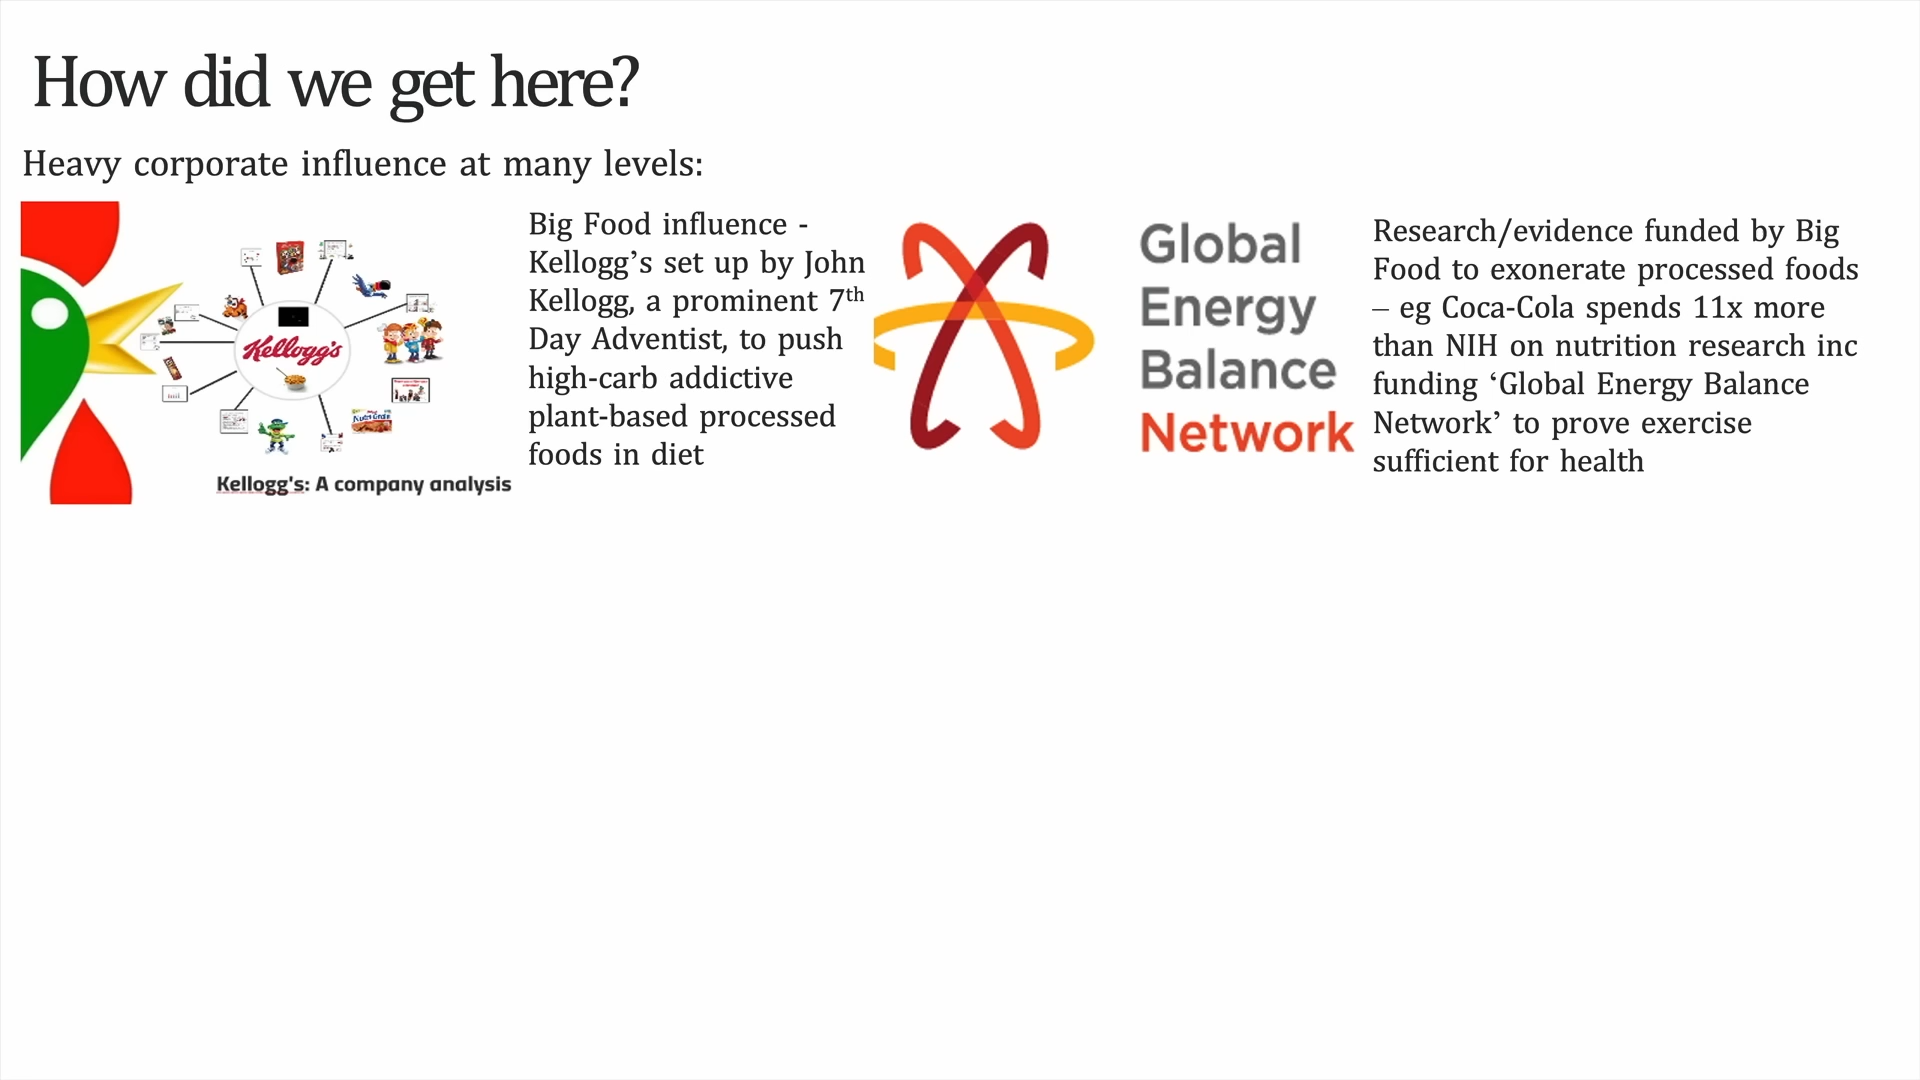 How did we get here?
Heavy corporate influence at many levels:
Kellogg's
Kellogg's: A company analysis
Big Food influence -
Kellogg’s set up by John
Kellogg, a prominent 7th
Day Adventist, to push
high-carb addictive
plant-based processed
foods in diet
Global
Energy
Balance
Network
Research/evidence funded by Big
Food to exonerate processed foods
– eg Coca-Cola spends 11x more
than NIH on nutrition research inc
funding ‘Global Energy Balance
Network’ to prove exercise
sufficient for health